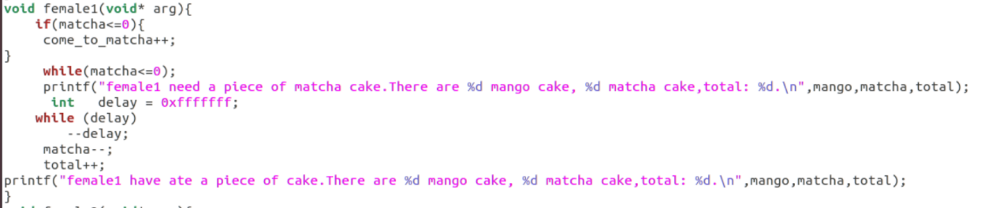 void female1(void* arg){
    if(matcha<=0){
     come_to_matcha++;
}
     while(matcha<=0);
     printf("female1 need a piece of matcha cake.There are %d mango cake, %d matcha cake,total: %d.\n",mango,matcha,total);
      int   delay = 0xfffffff;
    while (delay)
        --delay;
     matcha--;
     total++;
printf("female1 have ate a piece of cake.There are %d mango cake, %d matcha cake,total: %d.\n",mango,matcha,total);
}